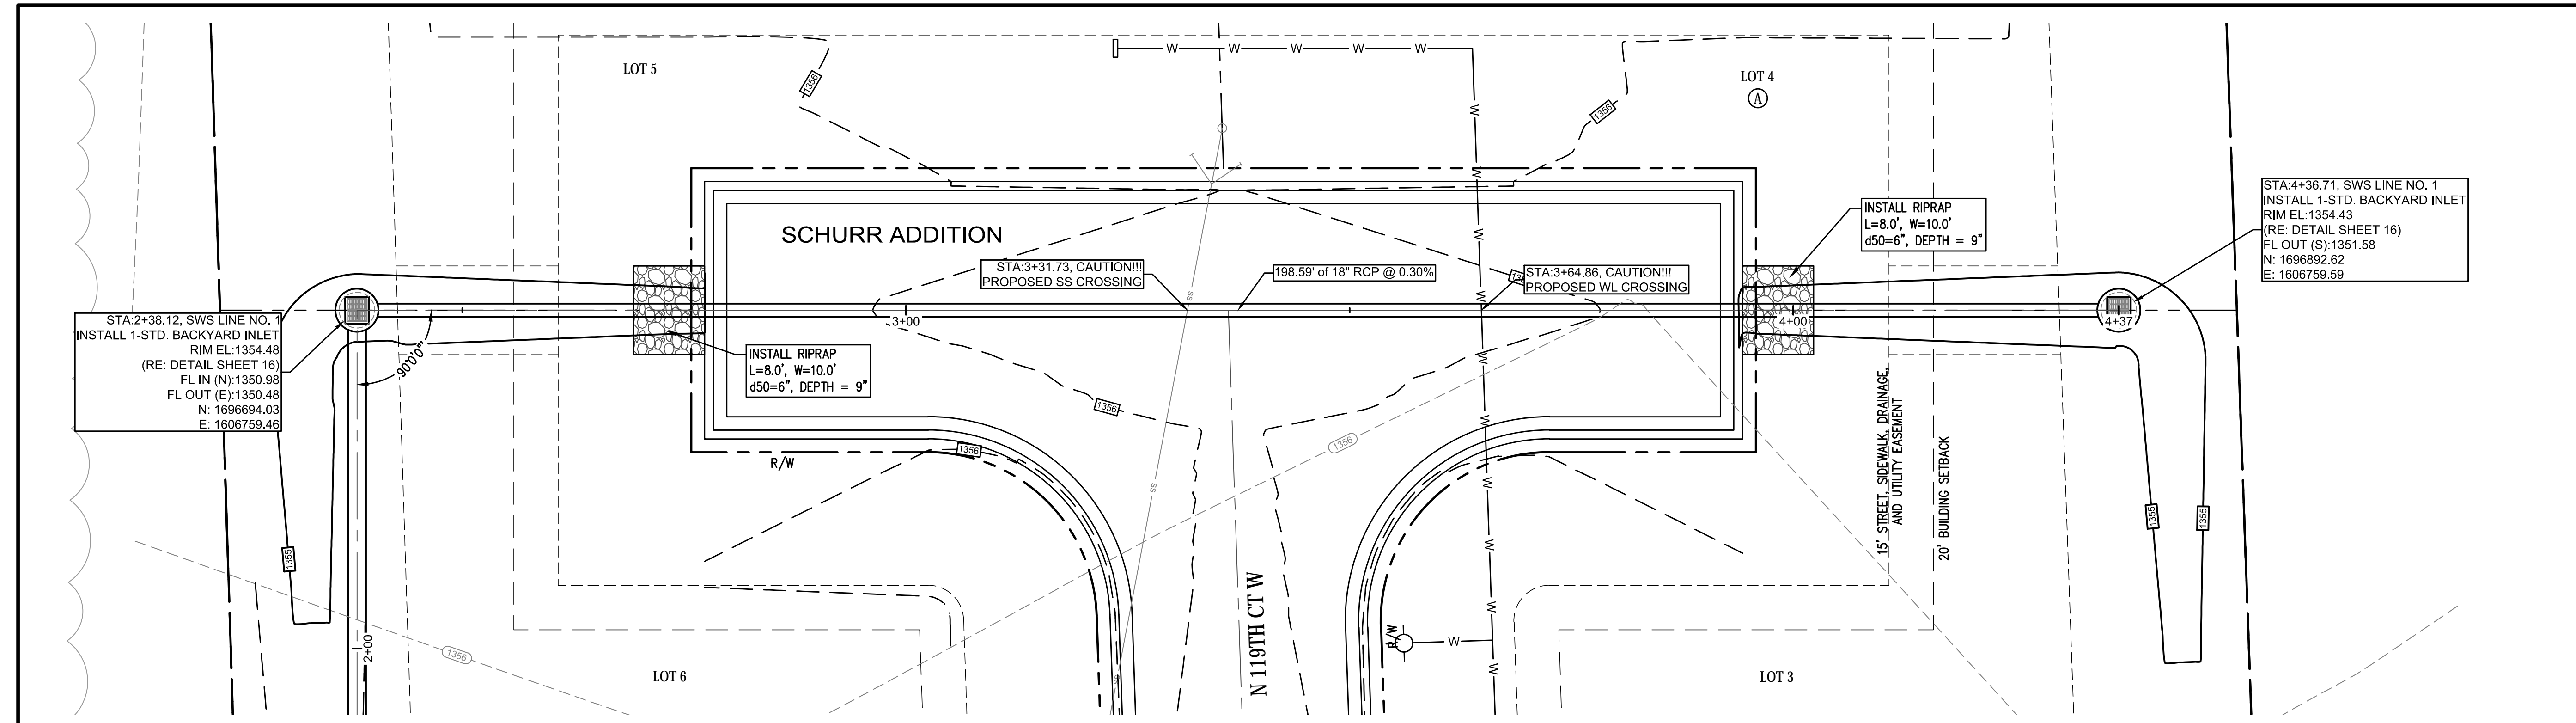 LOT 5
1356
W W W W W
LOT 4
A
1356
W
W
W
W
W
W
W
W
W
W
W
SCHURR ADDITION
STA:3+31.73, CAUTION!!!
PROPOSED SS CROSSING
198.59' of 18" RCP @ 0.30%
STA:3+64.86, CAUTION!!!
PROPOSED WL CROSSING
INSTALL RIPRAP
L=8.0', W=10.0'
d50=6", DEPTH = 9"
STA:4+36.71, SWS LINE NO. 1
INSTALL 1-STD. BACKYARD INLET
RIM EL:1354.43
(RE: DETAIL SHEET 16)
FL OUT (S):1351.58
N: 1696892.62
E: 1606759.59
STA:2+38.12, SWS LINE NO. 1
INSTALL 1-STD. BACKYARD INLET
RIM EL:1354.48
(RE: DETAIL SHEET 16)
FL IN (N):1350.98
FL OUT (E):1350.48
N: 1696694.03
E: 1606759.46
90°0'0"
SS
3+00
4+00
4+37
INSTALL RIPRAP
L=8.0', W=10.0'
d50=6", DEPTH = 9"
1356
1356
1356
R/W
SS
15' STREET, SIDEWALK, DRAINAGE,
AND UTILITY EASEMENT
20' BUILDING SETBACK
1355
1355
1355
2+00
1356
LOT 6
SS
N 119TH CT W
R/W
W
LOT 3